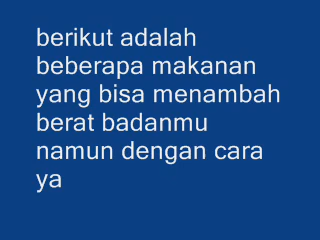 berikut adalah
beberapa makanan
yang bisa menambah
berat badanmu
namun dengan cara
ya